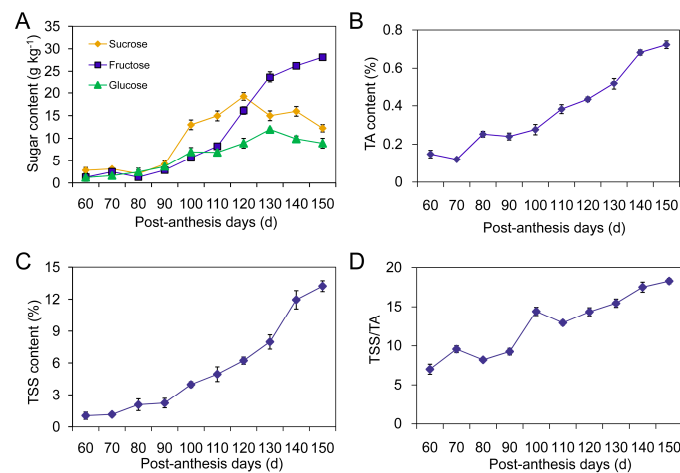 A
Sugar content (g kg⁻¹)
35
30
25
20
15
10
5
0
Sucrose
Fructose
Glucose
60 70 80 90 100 110 120 130 140 150
Post-anthesis days (d)
B
TA content (%)
0.8
0.6
0.4
0.2
0
60 70 80 90 100 110 120 130 140 150
Post-anthesis days (d)
C
TSS content (%)
15
12
9
6
3
0
60 70 80 90 100 110 120 130 140 150
Post-anthesis days (d)
D
TSS/TA
20
15
10
5
0
60 70 80 90 100 110 120 130 140 150
Post-anthesis days (d)